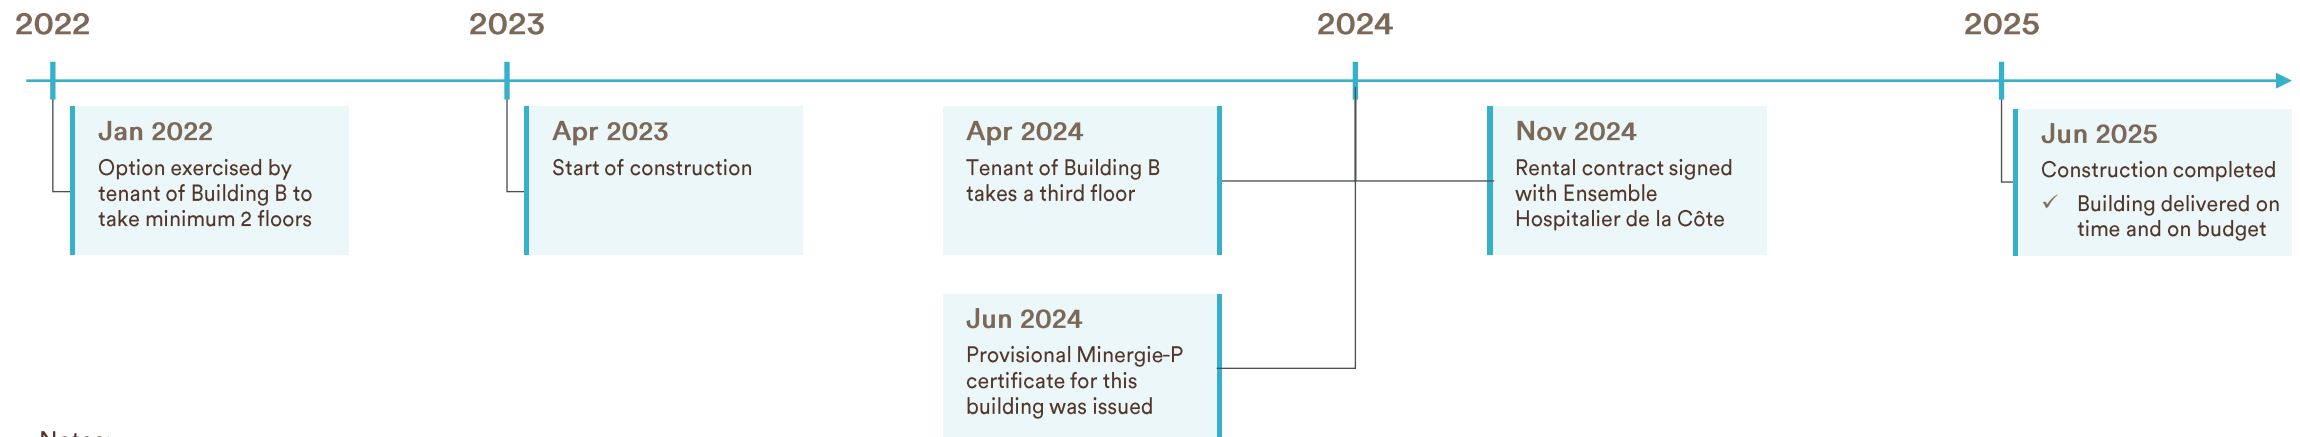 2022
2023
2024
2025
Jan 2022
Option exercised by
tenant of Building B to
take minimum 2 floors
Apr 2023
Start of construction
Apr 2024
Tenant of Building B
takes a third floor
Jun 2024
Provisional Minergie-P
certificate for this
building was issued
Nov 2024
Rental contract signed
with Ensemble
Hospitalier de la Côte
Jun 2025
Construction completed
✓ Building delivered on
time and on budget